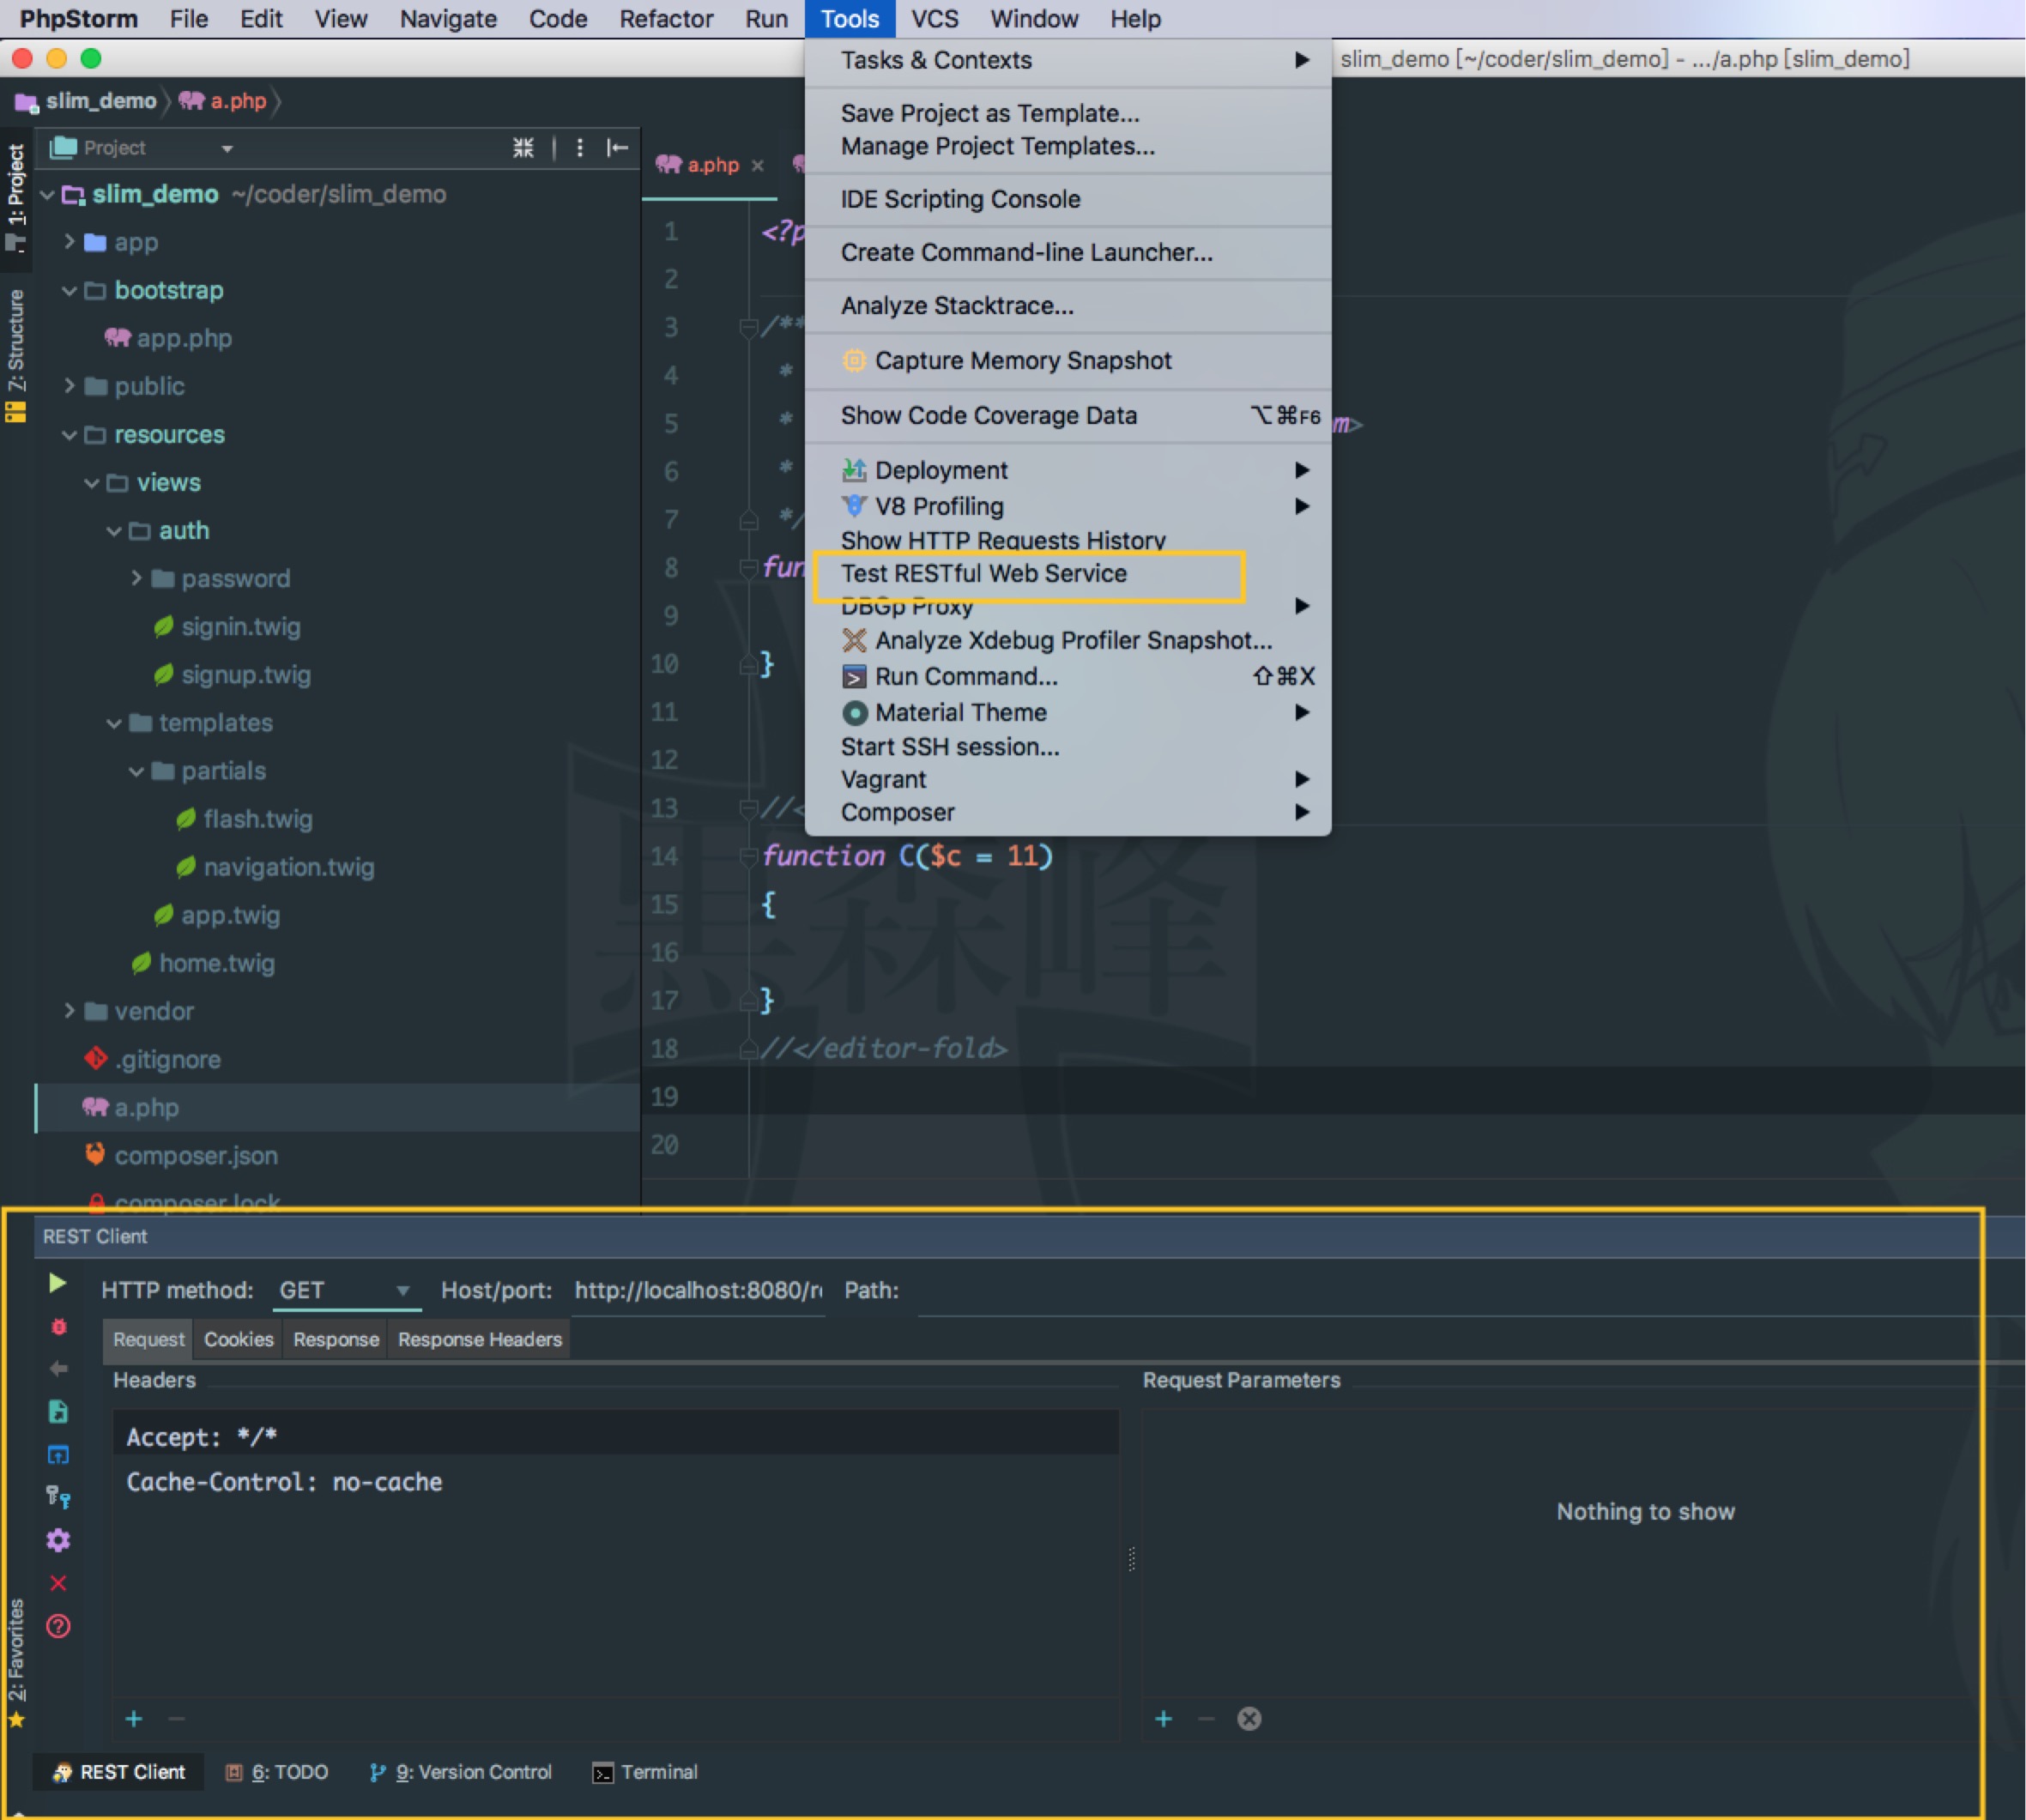 PhpStorm File Edit View Navigate Code Refactor Run Tools VCS Window Help
slim_demo [~/coder/slim_demo] - .../a.php [slim_demo]
slim_demo a.php
Project
a.php
1: Project
7: Structure
2: Favorites
slim_demo ~/coder/slim_demo
app
bootstrap
app.php
public
resources
views
auth
password
signin.twig
signup.twig
templates
partials
flash.twig
navigation.twig
app.twig
home.twig
vendor
.gitignore
a.php
composer.json
composer.lock
Tasks & Contexts
Save Project as Template...
Manage Project Templates...
IDE Scripting Console
Create Command-line Launcher...
Analyze Stacktrace...
Capture Memory Snapshot
Show Code Coverage Data ⌥⌘F6
Deployment
V8 Profiling
Show HTTP Requests History
Test RESTful Web Service
DBGp Proxy
Analyze Xdebug Profiler Snapshot...
Run Command... ⇧⌘X
Material Theme
Start SSH session...
Vagrant
Composer
1 <?p
2
3 /**
4 *
5 * m>
6 *
7 */
8 fun
9
10 }
11
12
13 //<
14 function C($c = 11)
15 {
16
17 }
18 //</editor-fold>
19
20
黑森峰
REST Client
HTTP method: GET Host/port: http://localhost:8080/r Path:
Request Cookies Response Response Headers
Headers
Request Parameters
Accept: */*
Cache-Control: no-cache
Nothing to show
REST Client 6: TODO 9: Version Control Terminal